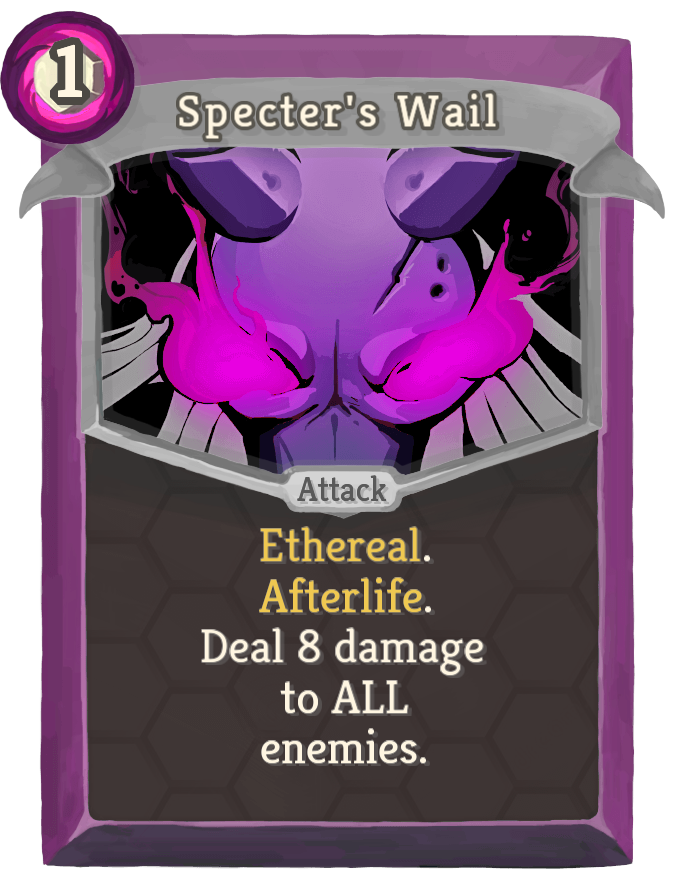 1
Specter's Wail
Attack
Ethereal.
Afterlife.
Deal 8 damage
to ALL
enemies.